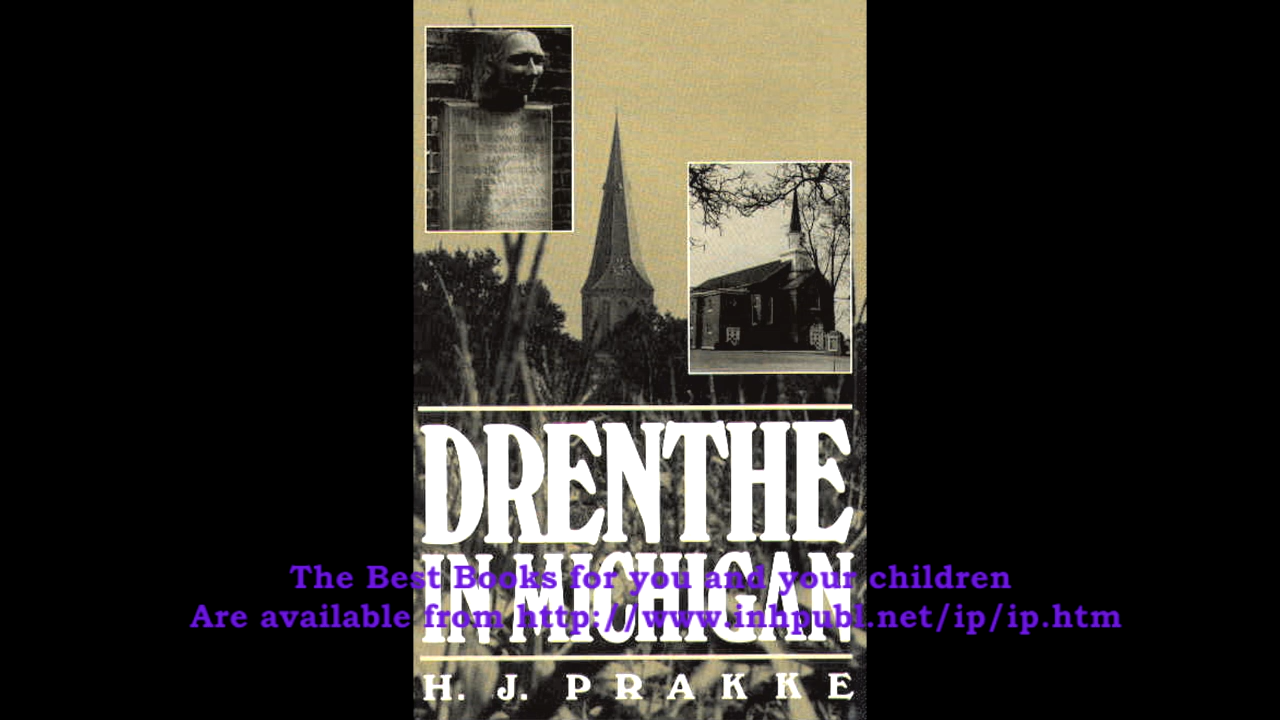 DRENTHE
IN MICHIGAN
The Best Books for you and your children
Are available from http://www.inhpubl.net/ip/ip.htm
H. J. PRAKKE